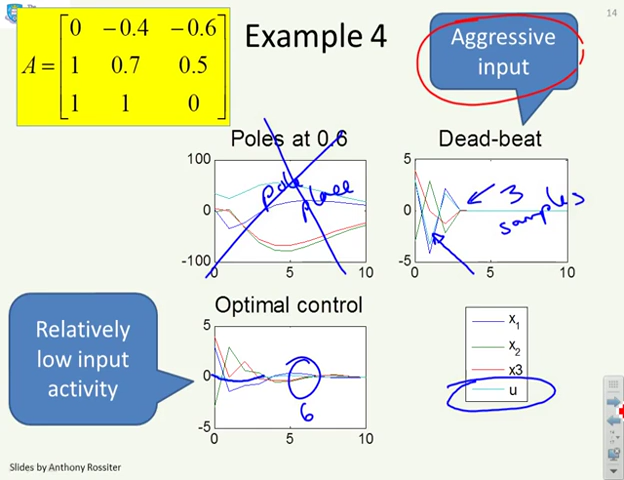 The
14
A = [0 −0.4 −0.6
1 0.7 0.5
1 1 0]
Example 4
Aggressive
input
Poles at 0.6
100
0
-100
0 5 10
pole
place
Dead-beat
5
0
-5
0 5 10
3
samples
Optimal control
5
0
-5
0 5 10
6
Relatively
low input
activity
x1
x2
x3
u
Slides by Anthony Rossiter